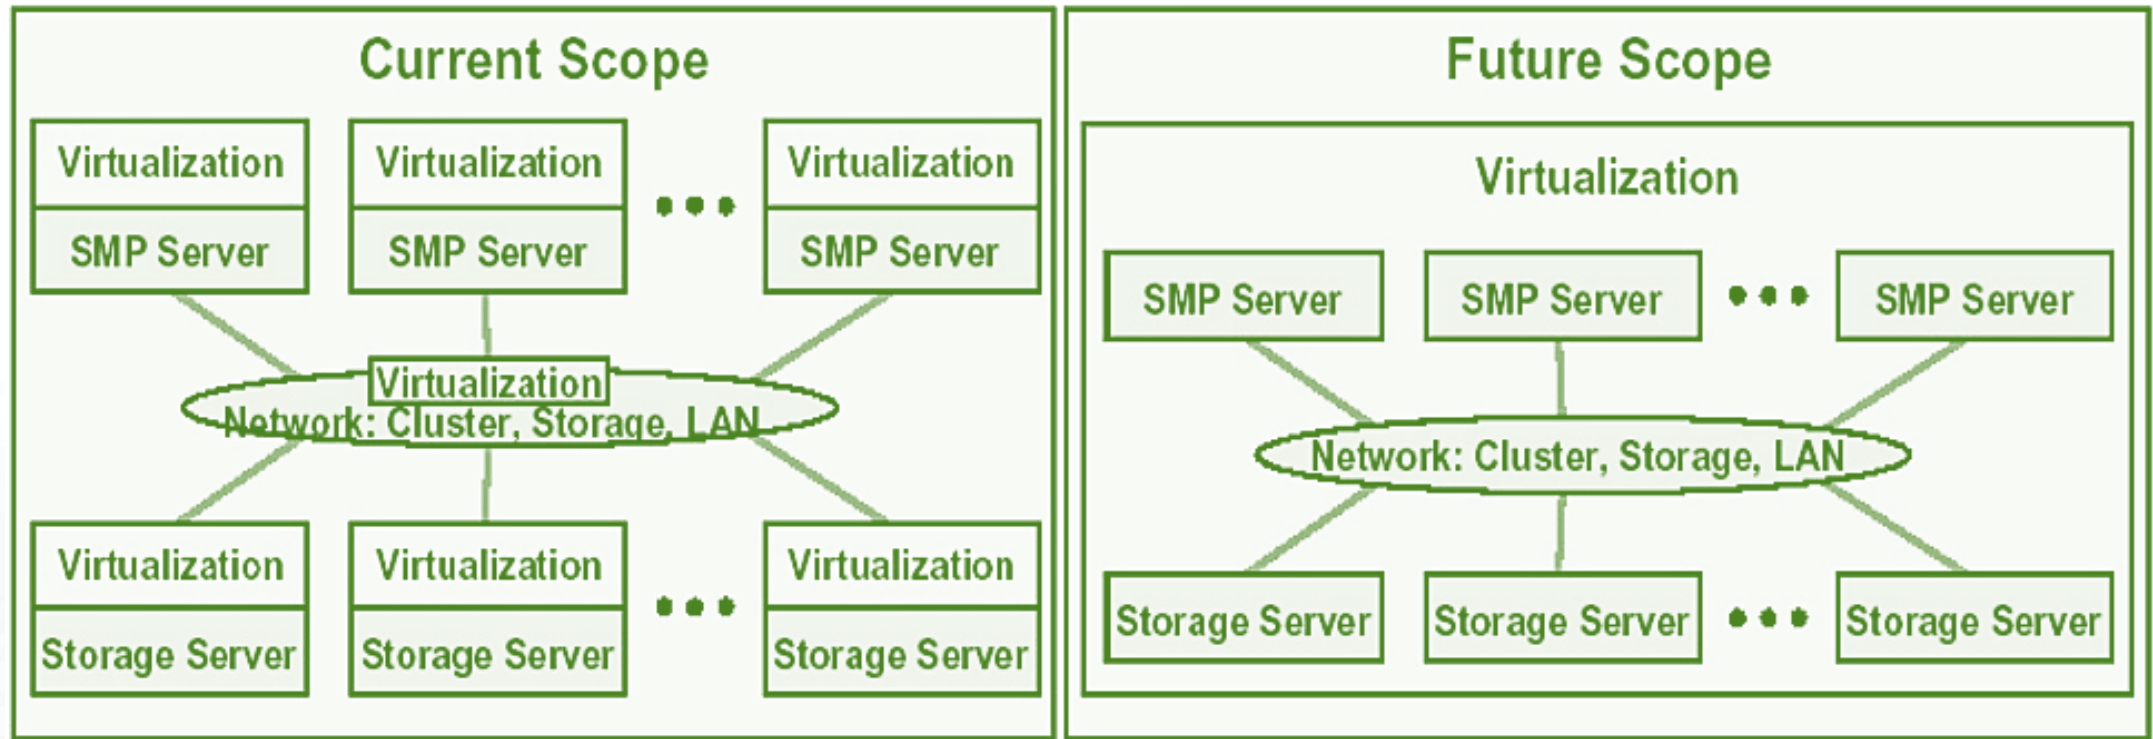 Current Scope
Virtualization Virtualization Virtualization
SMP Server SMP Server SMP Server
Virtualization
Network: Cluster, Storage, LAN
Virtualization Virtualization Virtualization
Storage Server Storage Server Storage Server
Future Scope
Virtualization
SMP Server SMP Server SMP Server
Network: Cluster, Storage, LAN
Storage Server Storage Server Storage Server